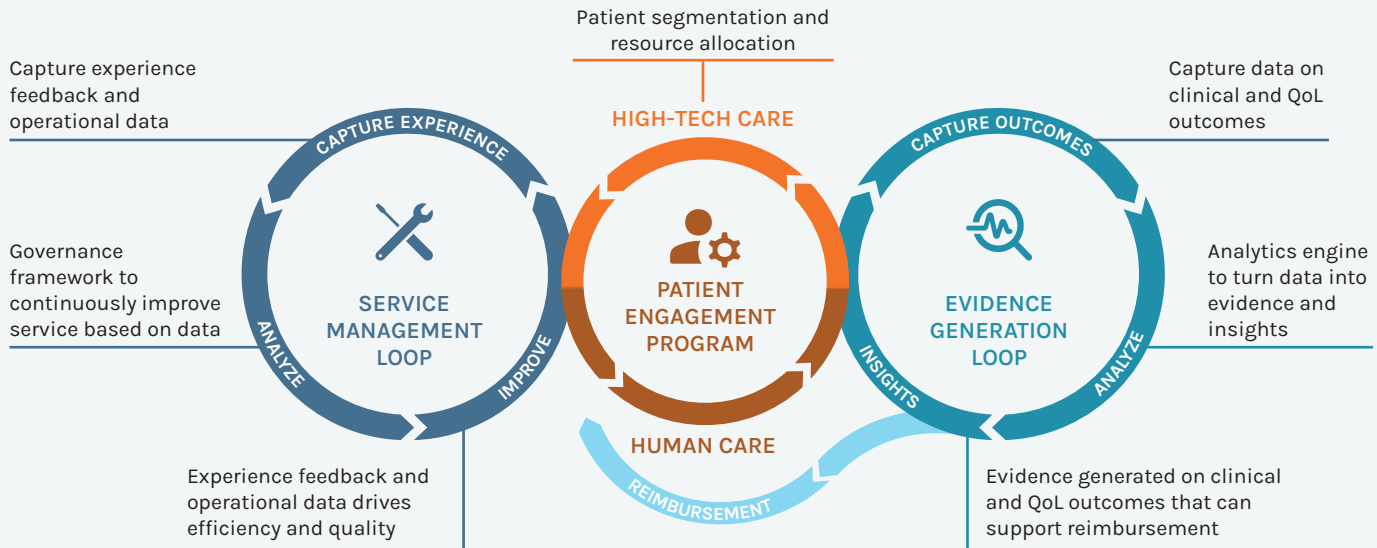 Patient segmentation and
resource allocation
Capture experience
feedback and
operational data
Capture data on
clinical and QoL
outcomes
HIGH-TECH CARE
CAPTURE EXPERIENCE
CAPTURE OUTCOMES
Governance
framework to
continuously improve
service based on data
Analytics engine
to turn data into
evidence and
insights
SERVICE
MANAGEMENT
LOOP
PATIENT
ENGAGEMENT
PROGRAM
EVIDENCE
GENERATION
LOOP
ANALYZE
IMPROVE
INSIGHTS
ANALYZE
HUMAN CARE
REIMBURSEMENT
Experience feedback and
operational data drives
efficiency and quality
Evidence generated on clinical
and QoL outcomes that can
support reimbursement